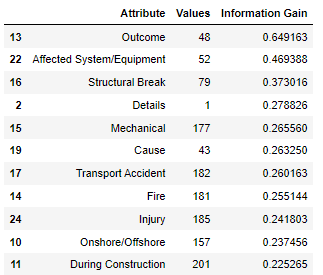 Attribute Values Information Gain
13 Outcome 48 0.649163
22 Affected System/Equipment 52 0.469388
16 Structural Break 79 0.373016
2 Details 1 0.278826
15 Mechanical 177 0.265560
19 Cause 43 0.263250
17 Transport Accident 182 0.260163
14 Fire 181 0.255144
24 Injury 185 0.241803
10 Onshore/Offshore 157 0.237456
11 During Construction 201 0.225265